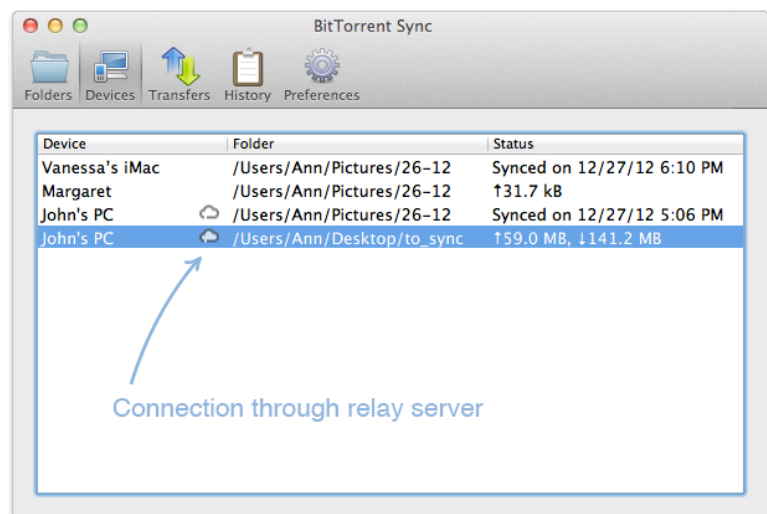 BitTorrent Sync
Folders Devices Transfers History Preferences
Device Folder Status
Vanessa's iMac /Users/Ann/Pictures/26-12 Synced on 12/27/12 6:10 PM
Margaret /Users/Ann/Pictures/26-12 ↑31.7 kB
John's PC /Users/Ann/Pictures/26-12 Synced on 12/27/12 5:06 PM
John's PC /Users/Ann/Desktop/to_sync ↑59.0 MB, ↓141.2 MB
Connection through relay server